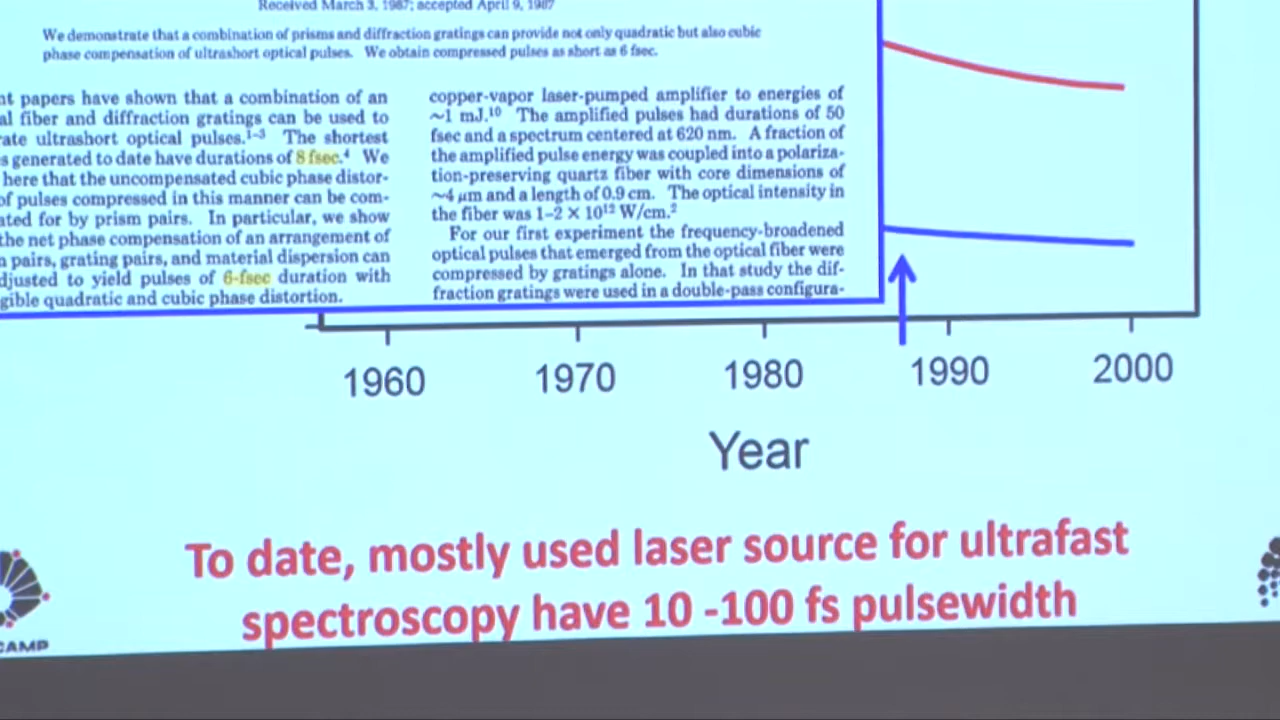 Received March 3, 1987; accepted April 9, 1987
We demonstrate that a combination of prisms and diffraction gratings can provide not only quadratic but also cubic
phase compensation of ultrashort optical pulses. We obtain compressed pulses as short as 6 fsec.
nt papers have shown that a combination of an
al fiber and diffraction gratings can be used to
rate ultrashort optical pulses.1–3 The shortest
s generated to date have durations of 8 fsec.4 We
here that the uncompensated cubic phase distor-
of pulses compressed in this manner can be com-
ated for by prism pairs. In particular, we show
the net phase compensation of an arrangement of
n pairs, grating pairs, and material dispersion can
djusted to yield pulses of 6-fsec duration with
gible quadratic and cubic phase distortion.
copper-vapor laser-pumped amplifier to energies of
~1 mJ.10 The amplified pulses had durations of 50
fsec and a spectrum centered at 620 nm. A fraction of
the amplified pulse energy was coupled into a polariza-
tion-preserving quartz fiber with core dimensions of
~4 μm and a length of 0.9 cm. The optical intensity in
the fiber was 1–2 × 1012 W/cm.2
For our first experiment the frequency-broadened
optical pulses that emerged from the optical fiber were
compressed by gratings alone. In that study the dif-
fraction gratings were used in a double-pass configura-
1960 1970 1980 1990 2000
Year
To date, mostly used laser source for ultrafast
spectroscopy have 10 -100 fs pulsewidth
CAMP